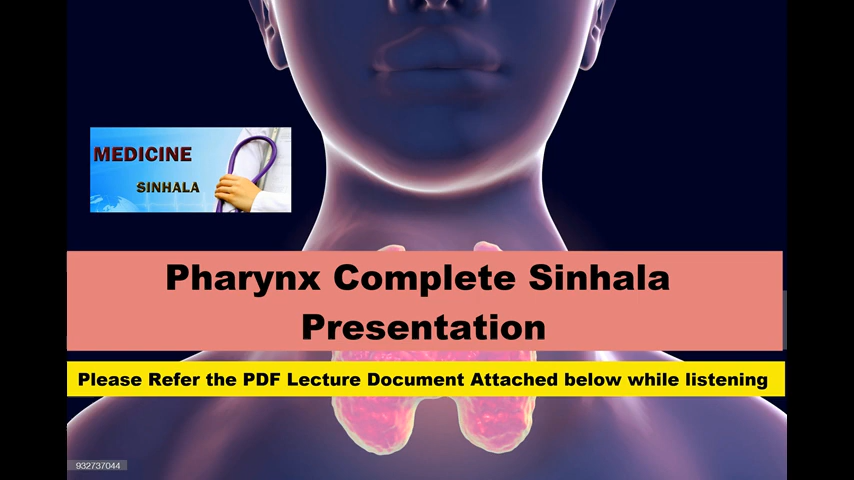 MEDICINE
SINHALA
Pharynx Complete Sinhala
Presentation
Please Refer the PDF Lecture Document Attached below while listening
932737044